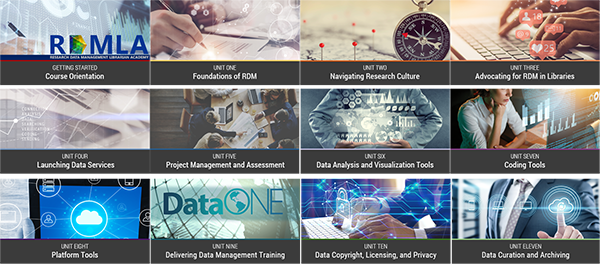 RDMLA
RESEARCH DATA MANAGEMENT LIBRARIAN ACADEMY
GETTING STARTED
Course Orientation
UNIT ONE
Foundations of RDM
UNIT TWO
Navigating Research Culture
UNIT THREE
Advocating for RDM in Libraries
UNIT FOUR
Launching Data Services
UNIT FIVE
Project Management and Assessment
UNIT SIX
Data Analysis and Visualization Tools
UNIT SEVEN
Coding Tools
UNIT EIGHT
Platform Tools
DataONE
UNIT NINE
Delivering Data Management Training
UNIT TEN
Data Copyright, Licensing, and Privacy
UNIT ELEVEN
Data Curation and Archiving